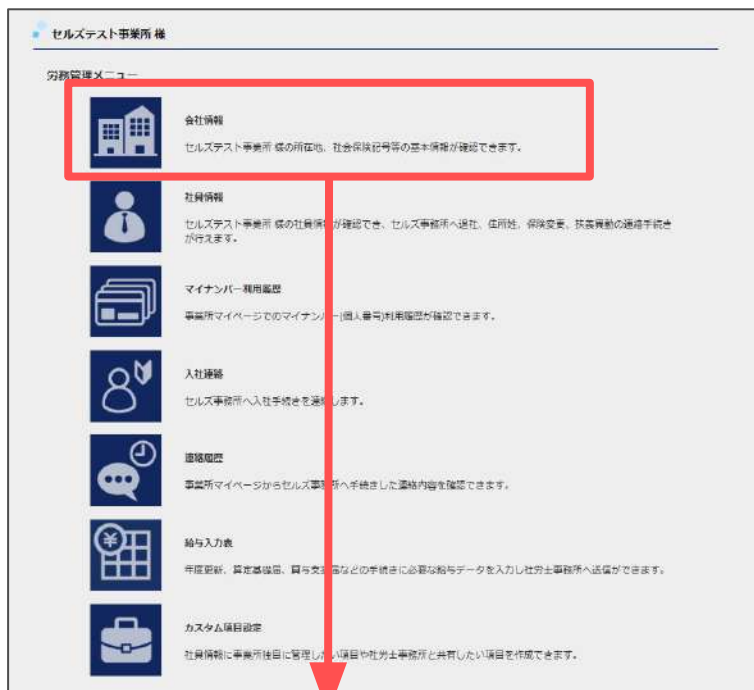 セルズテスト事業所 様
労務管理メニュー
会社情報
セルズテスト事業所 様の所在地、社会保険記号等の基本情報が確認できます。
社員情報
セルズテスト事業所 様の社員情報が確認でき、セルズ事務所へ退社、住所姓、保険変更、扶養異動の連絡手続き
が行えます。
マイナンバー利用履歴
事業所マイページでのマイナンバー(個人番号)利用履歴が確認できます。
入社連絡
セルズ事務所へ入社手続きを連絡します。
連絡履歴
事業所マイページからセルズ事務所へ手続きした連絡内容を確認できます。
給与入力表
年度更新、算定基礎届、賞与支払届などの手続きに必要な給与データを入力し社労士事務所へ送信ができます。
カスタム項目設定
社員情報に事業所独自に管理したい項目や社労士事務所と共有したい項目を作成できます。